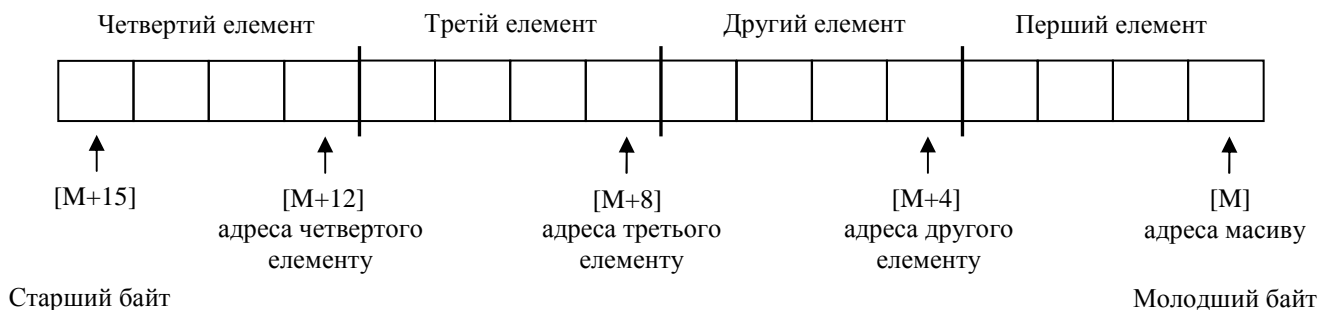 Четвертий елемент Третій елемент Другий елемент Перший елемент
[M+15] [M+12] [M+8] [M+4] [M]
адреса четвертого адреса третього адреса другого адреса масиву
елементу елементу елементу
Старший байт Молодший байт